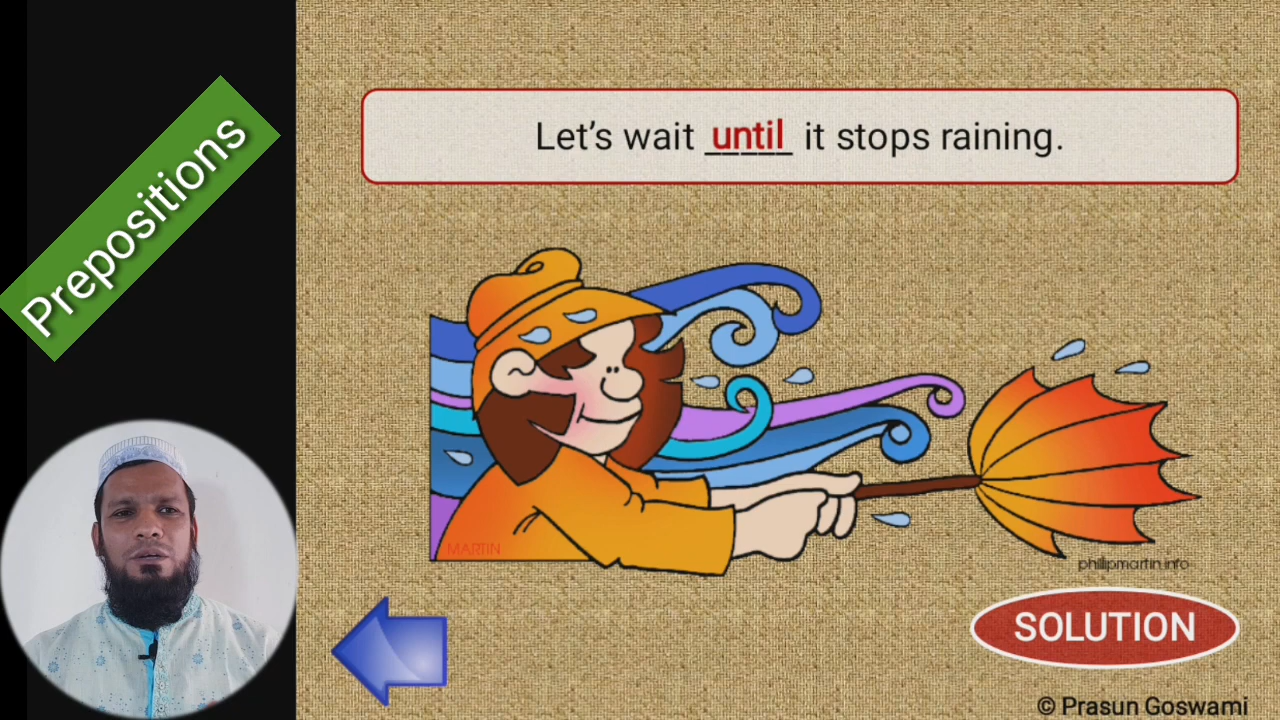 Prepositions
Let’s wait until it stops raining.
MARTIN
phillipmartin.info
SOLUTION
© Prasun Goswami